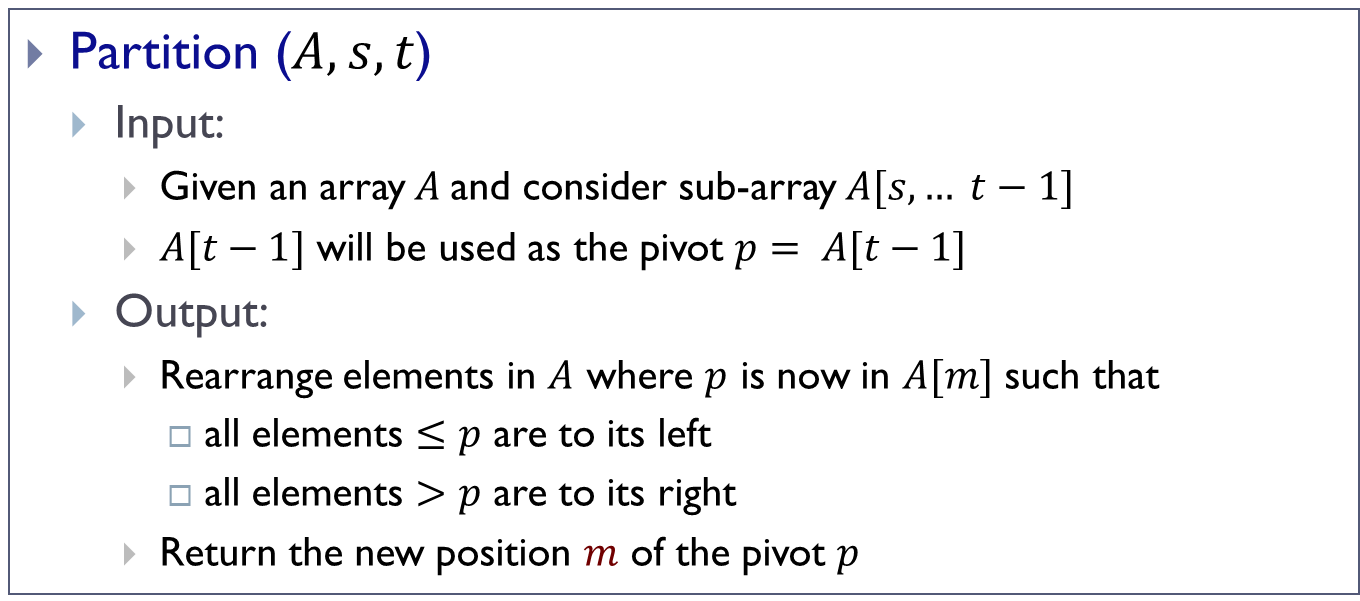 Partition (A, s, t)
Input:
Given an array A and consider sub-array A[s, … t − 1]
A[t − 1] will be used as the pivot p = A[t − 1]
Output:
Rearrange elements in A where p is now in A[m] such that
all elements ≤ p are to its left
all elements > p are to its right
Return the new position m of the pivot p